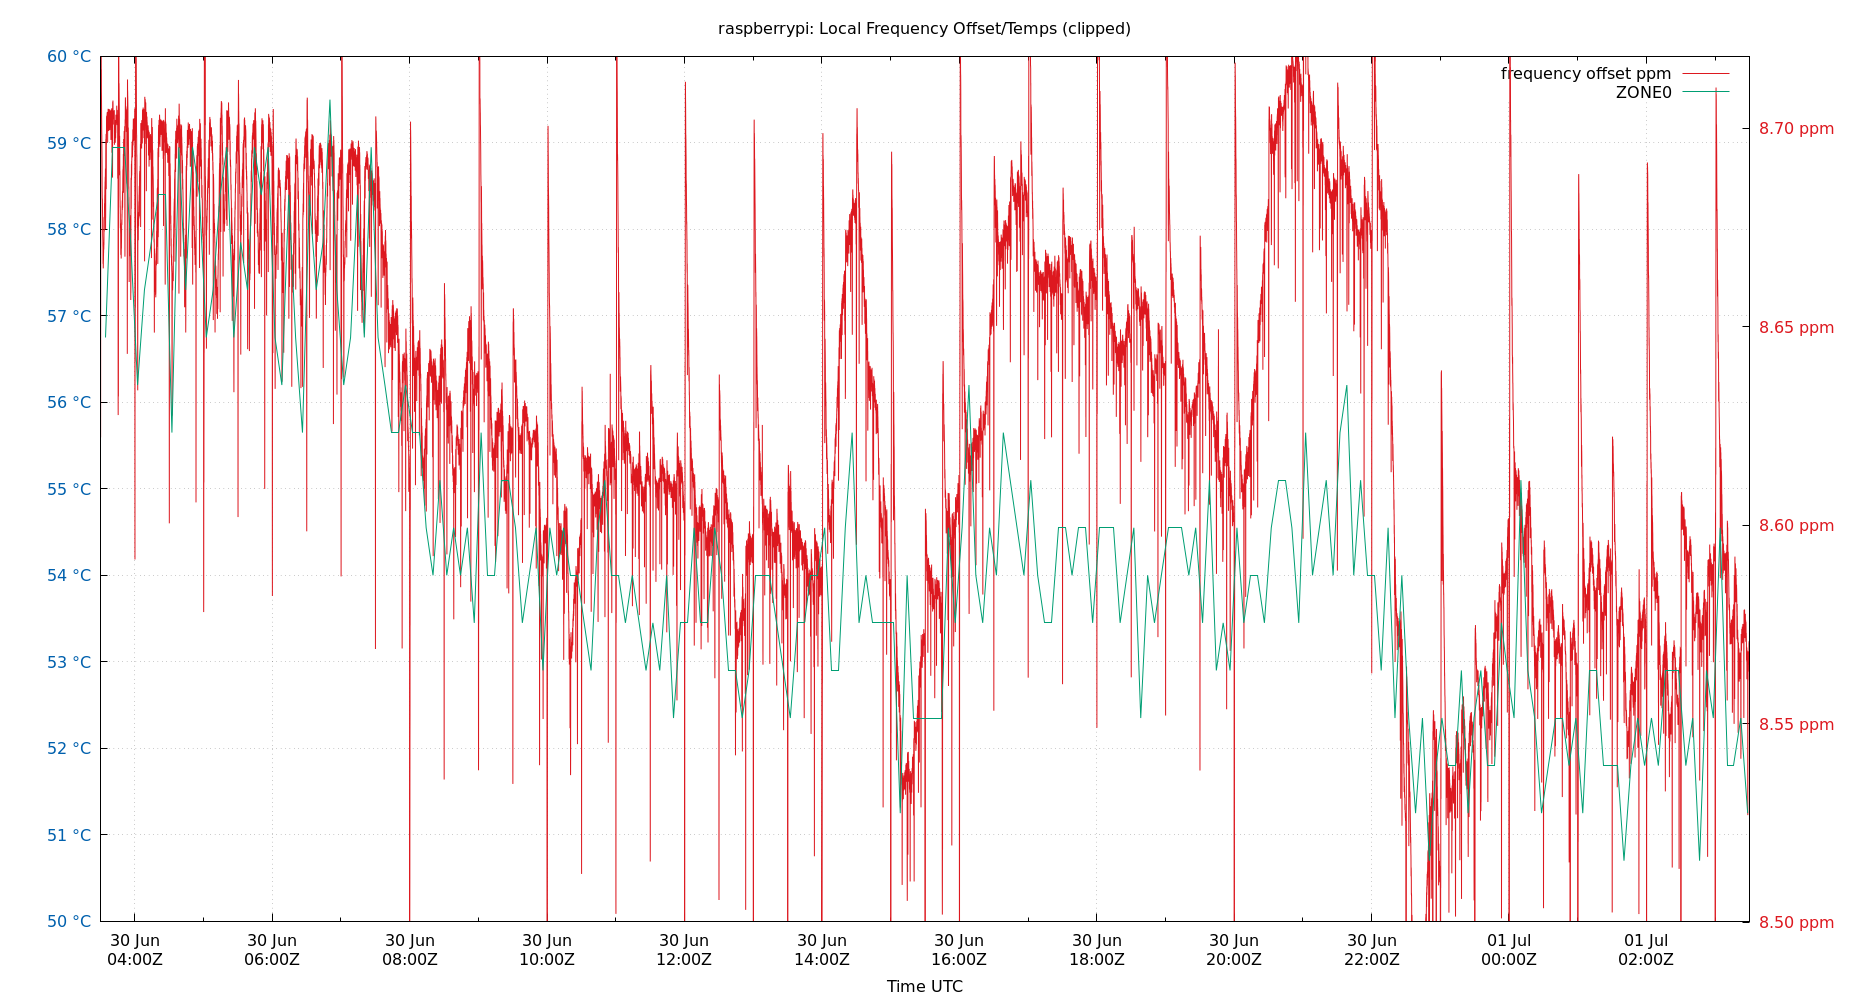 raspberrypi: Local Frequency Offset/Temps (clipped)
frequency offset ppm
ZONE0
60 °C
59 °C
58 °C
57 °C
56 °C
55 °C
54 °C
53 °C
52 °C
51 °C
50 °C
8.70 ppm
8.65 ppm
8.60 ppm
8.55 ppm
8.50 ppm
30 Jun
04:00Z
30 Jun
06:00Z
30 Jun
08:00Z
30 Jun
10:00Z
30 Jun
12:00Z
30 Jun
14:00Z
30 Jun
16:00Z
30 Jun
18:00Z
30 Jun
20:00Z
30 Jun
22:00Z
01 Jul
00:00Z
01 Jul
02:00Z
Time UTC